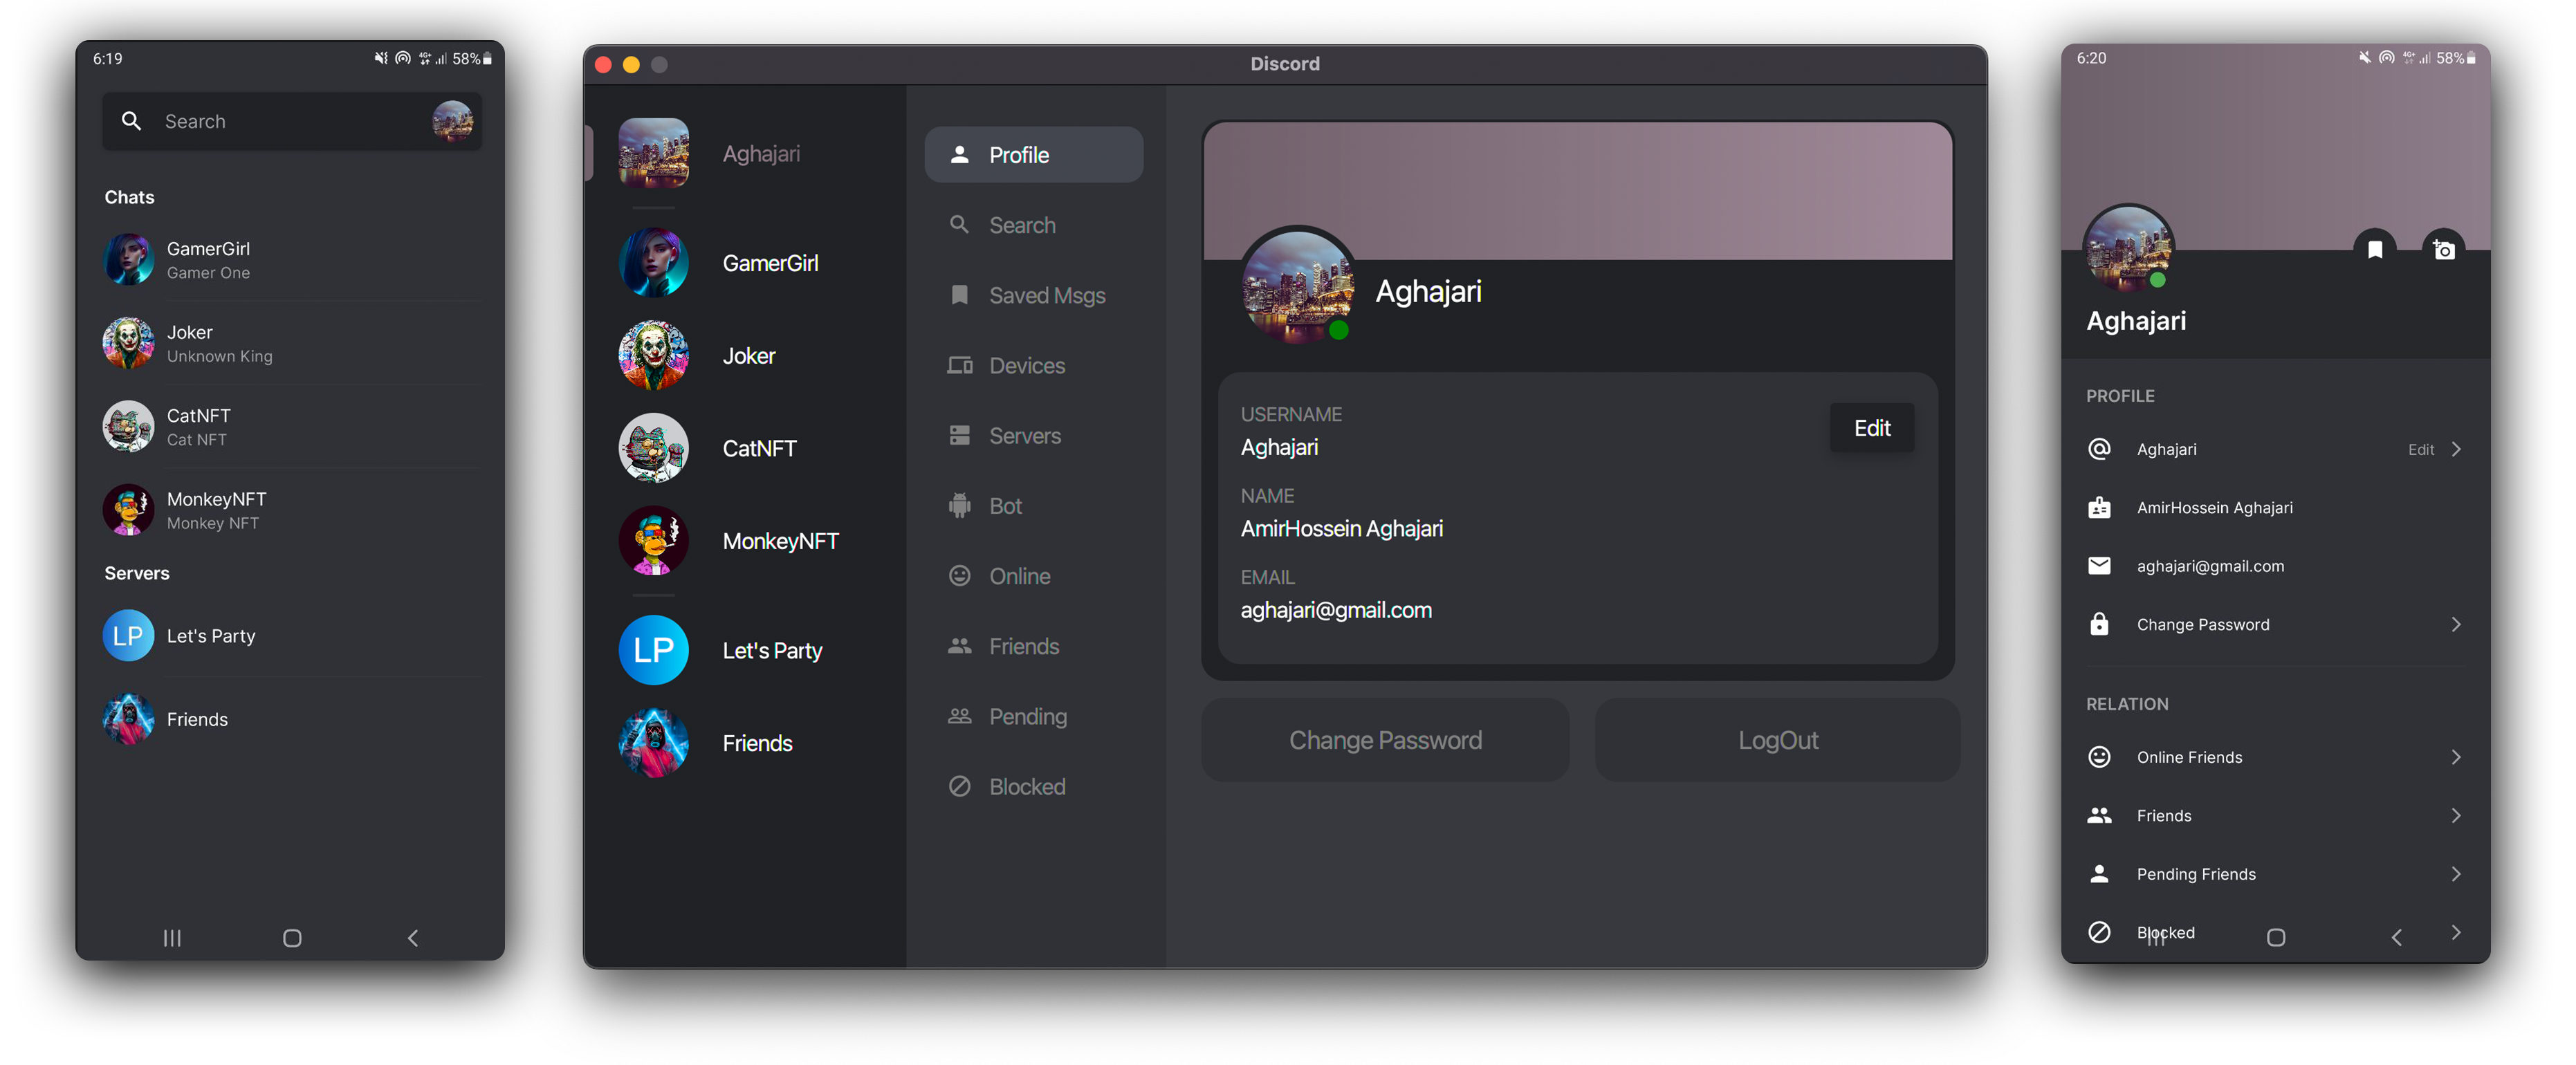 6:19
4G+ 58%
Search
Chats
GamerGirl
Gamer One
Joker
Unknown King
CatNFT
Cat NFT
MonkeyNFT
Monkey NFT
Servers
LP Let's Party
Friends
Discord
Aghajari
GamerGirl
Joker
CatNFT
MonkeyNFT
LP Let's Party
Friends
Profile
Search
Saved Msgs
Devices
Servers
Bot
Online
Friends
Pending
Blocked
Aghajari
USERNAME
Aghajari
Edit
NAME
AmirHossein Aghajari
EMAIL
aghajari@gmail.com
Change Password
LogOut
6:20
4G+ 58%
Aghajari
PROFILE
Aghajari Edit
AmirHossein Aghajari
aghajari@gmail.com
Change Password
RELATION
Online Friends
Friends
Pending Friends
Blocked